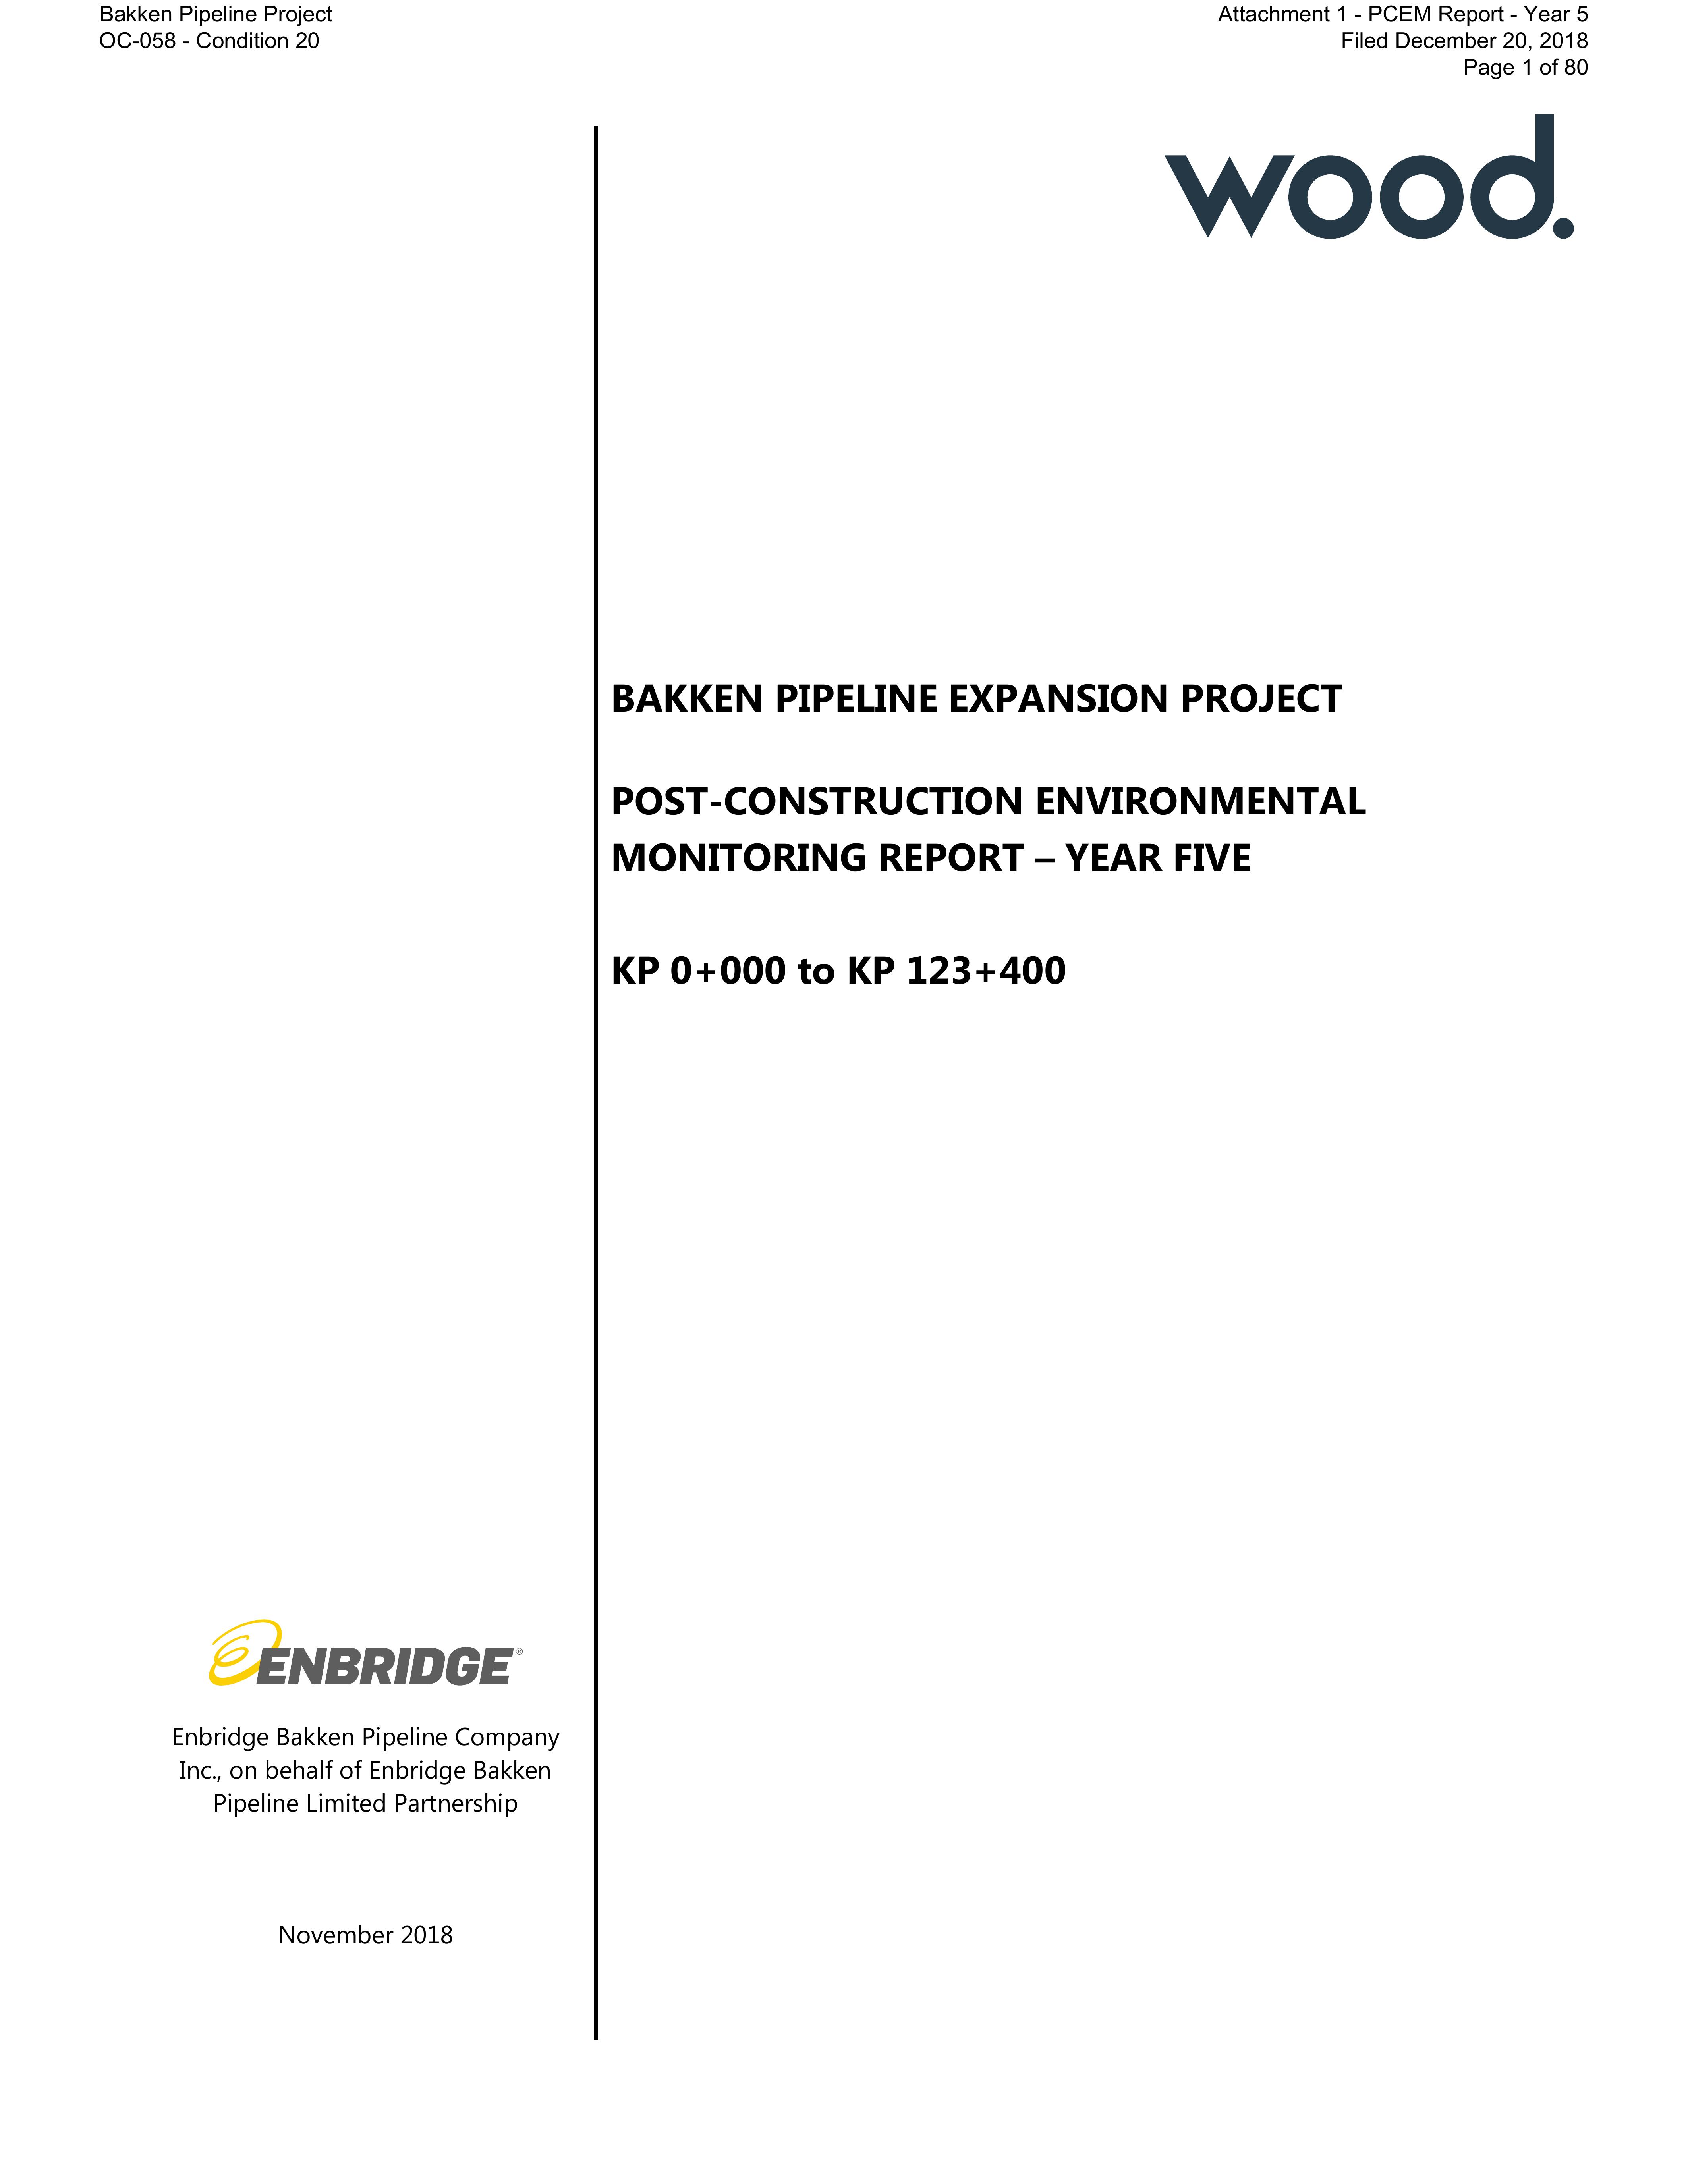 Bakken Pipeline Project
OC-058 - Condition 20
Attachment 1 - PCEM Report - Year 5
Filed December 20, 2018
Page 1 of 80
wood.
BAKKEN PIPELINE EXPANSION PROJECT
POST-CONSTRUCTION ENVIRONMENTAL
MONITORING REPORT – YEAR FIVE
KP 0+000 to KP 123+400
ENBRIDGE®
Enbridge Bakken Pipeline Company
Inc., on behalf of Enbridge Bakken
Pipeline Limited Partnership
November 2018